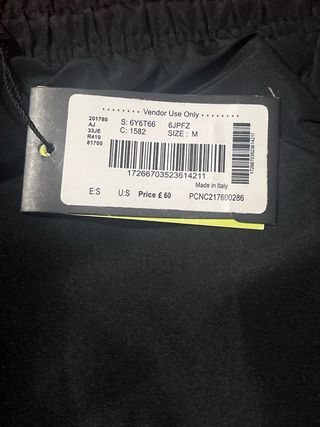 Vendor Use Only
201780
AJ
33JE
R410
81700
S: 6Y6T66 6JPFZ
C: 1582 SIZE: M
17266703523614211
17266703523614211
Made in Italy
E:S U:S Price £ 60 PCNC217600286